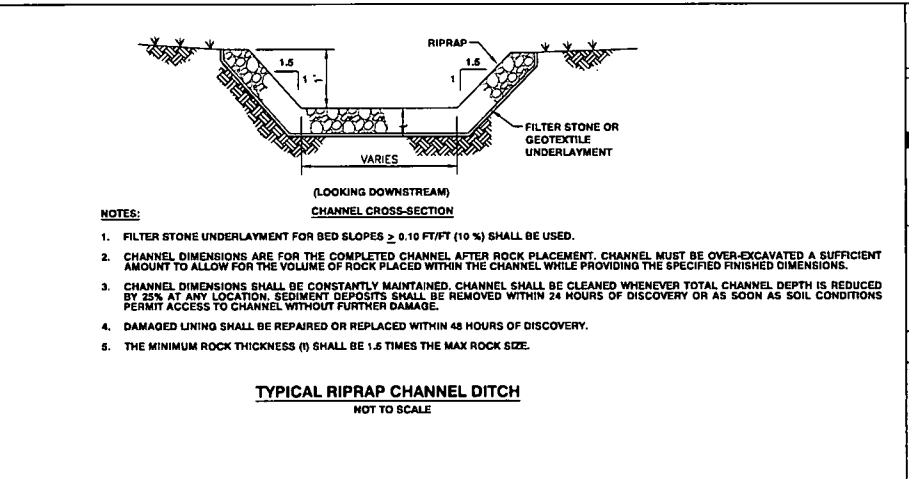 RIPRAP
1.5
1
1'
1.5
1
FILTER STONE OR
GEOTEXTILE
UNDERLAYMENT
VARIES
(LOOKING DOWNSTREAM)
CHANNEL CROSS-SECTION
NOTES:
1. FILTER STONE UNDERLAYMENT FOR BED SLOPES ≥ 0.10 FT/FT (10 %) SHALL BE USED.
2. CHANNEL DIMENSIONS ARE FOR THE COMPLETED CHANNEL AFTER ROCK PLACEMENT. CHANNEL MUST BE OVER-EXCAVATED A SUFFICIENT
AMOUNT TO ALLOW FOR THE VOLUME OF ROCK PLACED WITHIN THE CHANNEL WHILE PROVIDING THE SPECIFIED FINISHED DIMENSIONS.
3. CHANNEL DIMENSIONS SHALL BE CONSTANTLY MAINTAINED. CHANNEL SHALL BE CLEANED WHENEVER TOTAL CHANNEL DEPTH IS REDUCED
BY 25% AT ANY LOCATION. SEDIMENT DEPOSITS SHALL BE REMOVED WITHIN 24 HOURS OF DISCOVERY OR AS SOON AS SOIL CONDITIONS
PERMIT ACCESS TO CHANNEL WITHOUT FURTHER DAMAGE.
4. DAMAGED LINING SHALL BE REPAIRED OR REPLACED WITHIN 48 HOURS OF DISCOVERY.
5. THE MINIMUM ROCK THICKNESS (t) SHALL BE 1.5 TIMES THE MAX ROCK SIZE.
TYPICAL RIPRAP CHANNEL DITCH
NOT TO SCALE